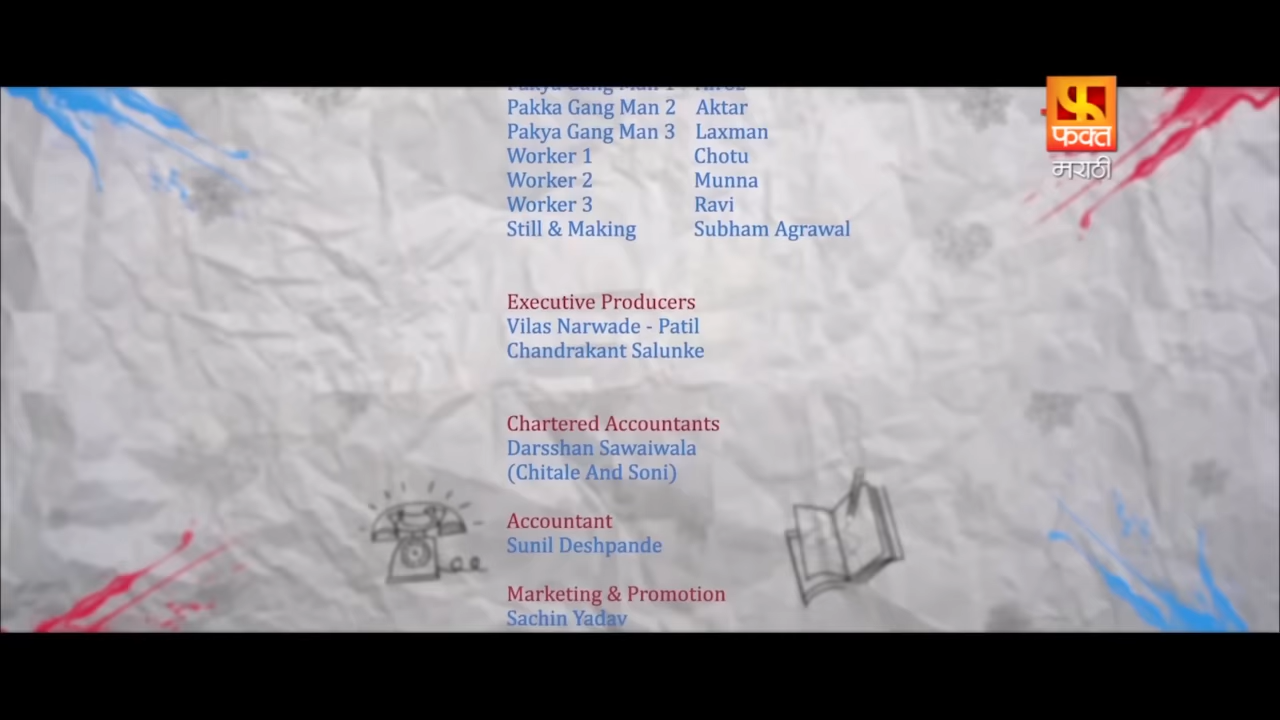 Pakka Gang Man 2 Aktar
Pakya Gang Man 3 Laxman
Worker 1 Chotu
Worker 2 Munna
Worker 3 Ravi
Still & Making Subham Agrawal
Executive Producers
Vilas Narwade - Patil
Chandrakant Salunke
Chartered Accountants
Darsshan Sawaiwala
(Chitale And Soni)
Accountant
Sunil Deshpande
Marketing & Promotion
Sachin Yadav
फक्त
मराठी